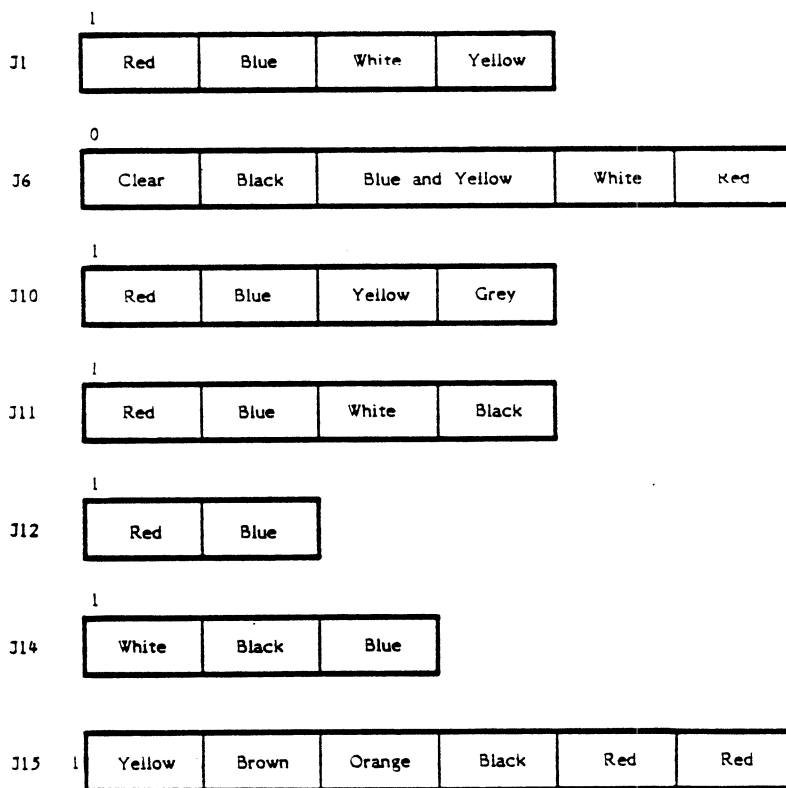 1
J1 Red Blue White Yellow
0
J6 Clear Black Blue and Yellow White Red
1
J10 Red Blue Yellow Grey
1
J11 Red Blue White Black
1
J12 Red Blue
1
J14 White Black Blue
J15 1 Yellow Brown Orange Black Red Red